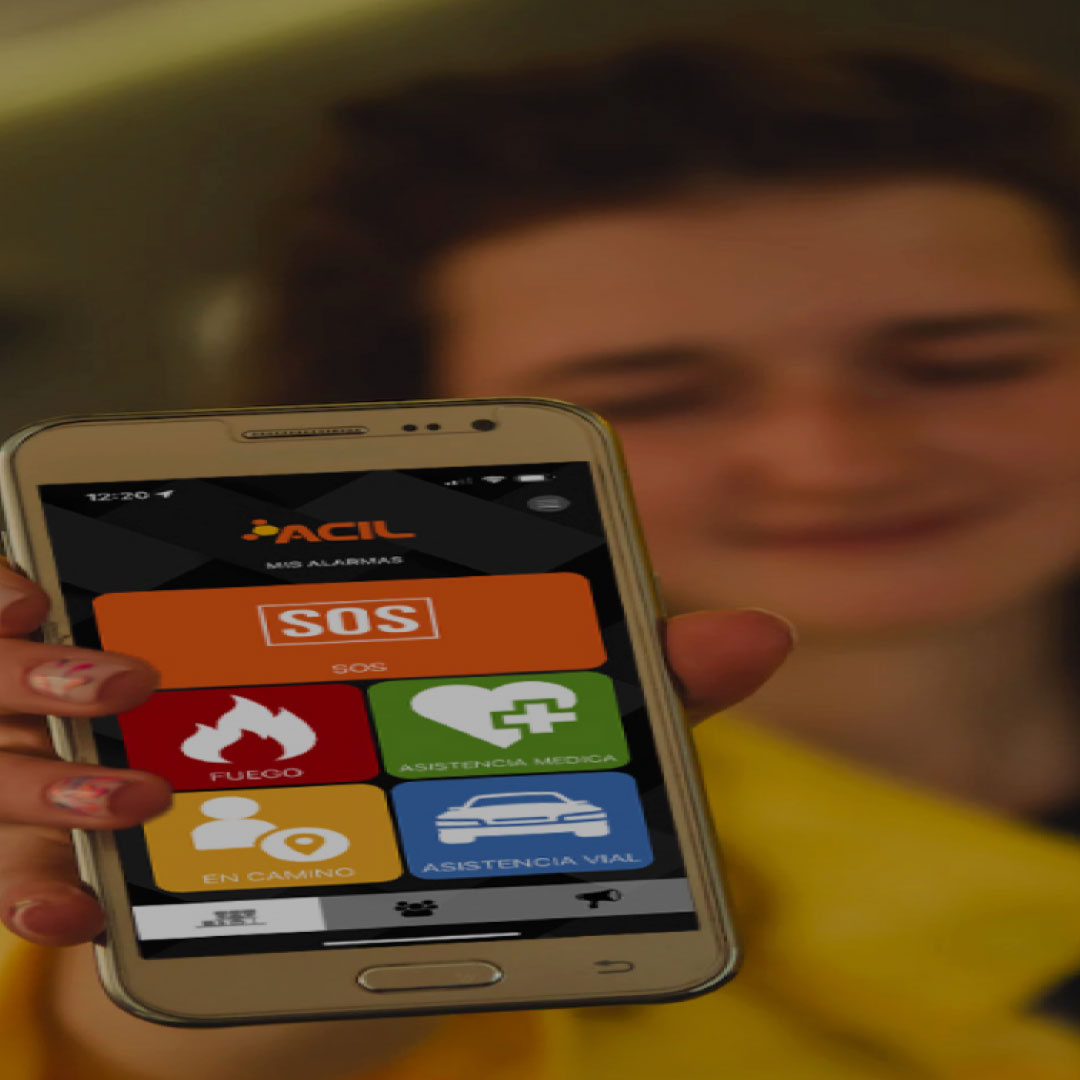 12:20
ACIL
MIS ALARMAS
SOS
SOS
FUEGO
ASISTENCIA MEDICA
EN CAMINO
ASISTENCIA VIAL